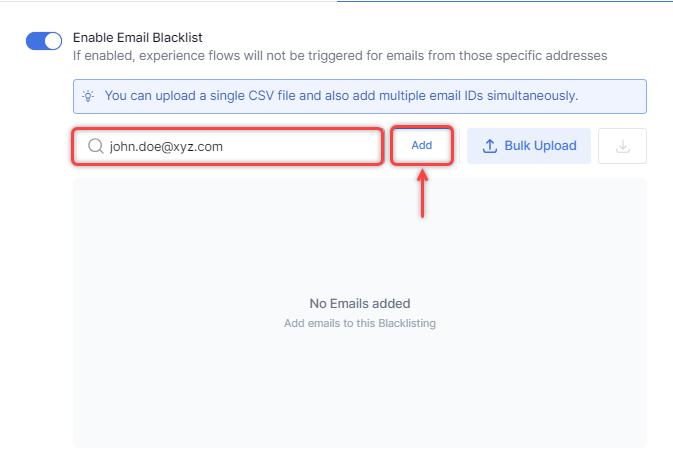 Enable Email Blacklist
If enabled, experience flows will not be triggered for emails from those specific addresses
You can upload a single CSV file and also add multiple email IDs simultaneously.
john.doe@xyz.com Add Bulk Upload
No Emails added
Add emails to this Blacklisting